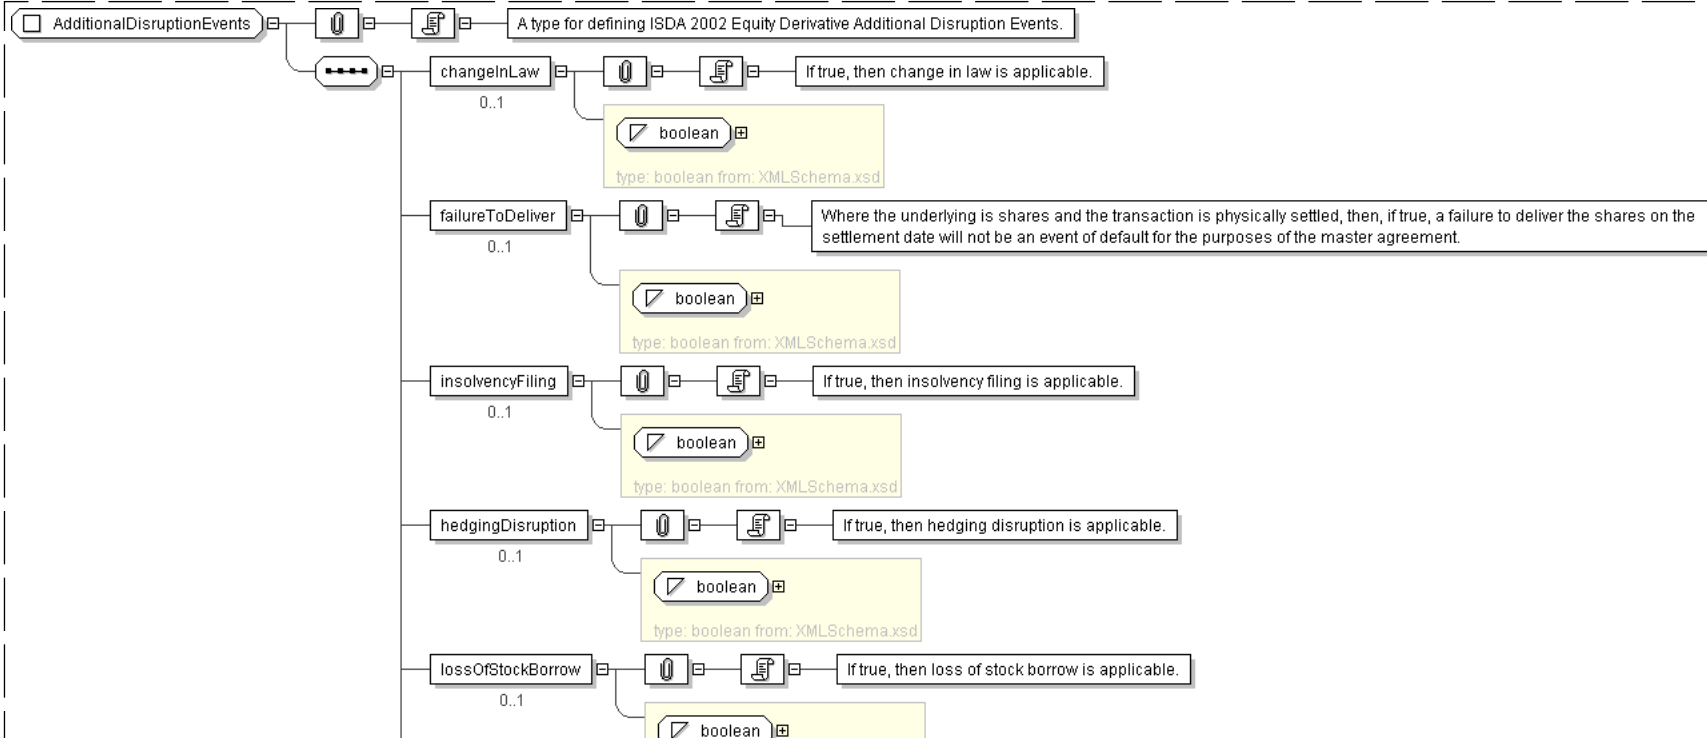 AdditionalDisruptionEvents
A type for defining ISDA 2002 Equity Derivative Additional Disruption Events.
changeInLaw
If true, then change in law is applicable.
0..1
boolean
type: boolean from: XMLSchema.xsd
failureToDeliver
Where the underlying is shares and the transaction is physically settled, then, if true, a failure to deliver the shares on the
settlement date will not be an event of default for the purposes of the master agreement.
0..1
boolean
type: boolean from: XMLSchema.xsd
insolvencyFiling
If true, then insolvency filing is applicable.
0..1
boolean
type: boolean from: XMLSchema.xsd
hedgingDisruption
If true, then hedging disruption is applicable.
0..1
boolean
type: boolean from: XMLSchema.xsd
lossOfStockBorrow
If true, then loss of stock borrow is applicable.
0..1
boolean